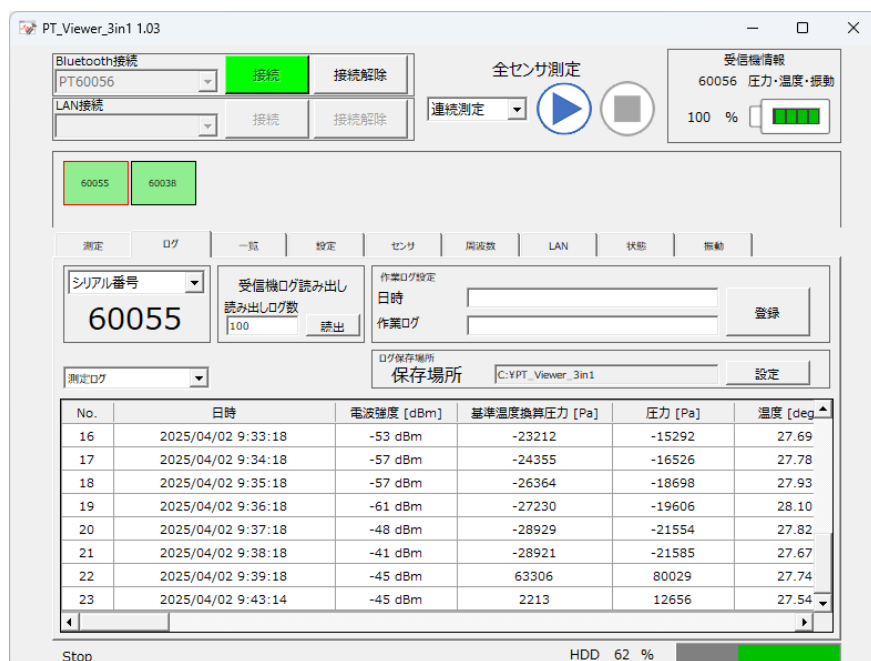 PT_Viewer_3in1 1.03
Bluetooth接続
PT60056
接続
接続解除
LAN接続
接続
接続解除
全センサ測定
連続測定
受信機情報
60056 圧力・温度・振動
100 %
60055
60038
測定
ログ
一覧
設定
センサ
周波数
LAN
状態
振動
シリアル番号
60055
受信機ログ読み出し
読み出しログ数
100
読出
作業ログ設定
日時
作業ログ
登録
測定ログ
ログ保存場所
保存場所
C:¥PT_Viewer_3in1
設定
No. 日時 電波強度 [dBm] 基準温度換算圧力 [Pa] 圧力 [Pa] 温度 [deg
16 2025/04/02 9:33:18 -53 dBm -23212 -15292 27.69
17 2025/04/02 9:34:18 -57 dBm -24355 -16526 27.78
18 2025/04/02 9:35:18 -57 dBm -26364 -18698 27.93
19 2025/04/02 9:36:18 -61 dBm -27230 -19606 28.10
20 2025/04/02 9:37:18 -48 dBm -28929 -21554 27.82
21 2025/04/02 9:38:18 -41 dBm -28921 -21585 27.67
22 2025/04/02 9:39:18 -45 dBm 63306 80029 27.74
23 2025/04/02 9:43:14 -45 dBm 2213 12656 27.54
Stop
HDD 62 %